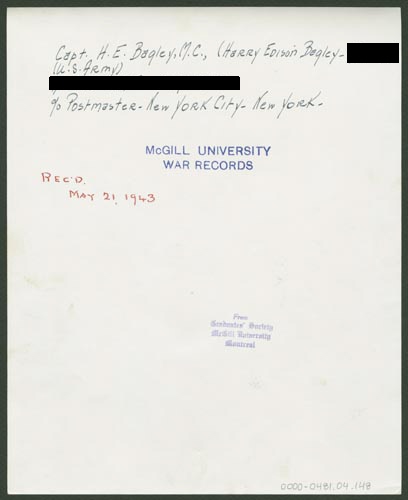 Capt. H. E. Bagley, M.C., (Harry Edison Bagley-
(U.S. Army)
c/o Postmaster- New York City- New York-
McGILL UNIVERSITY
WAR RECORDS
REC'D.
MAY 21, 1943
From
Graduates' Society
McGill University
Montreal
0000-0481.04.148